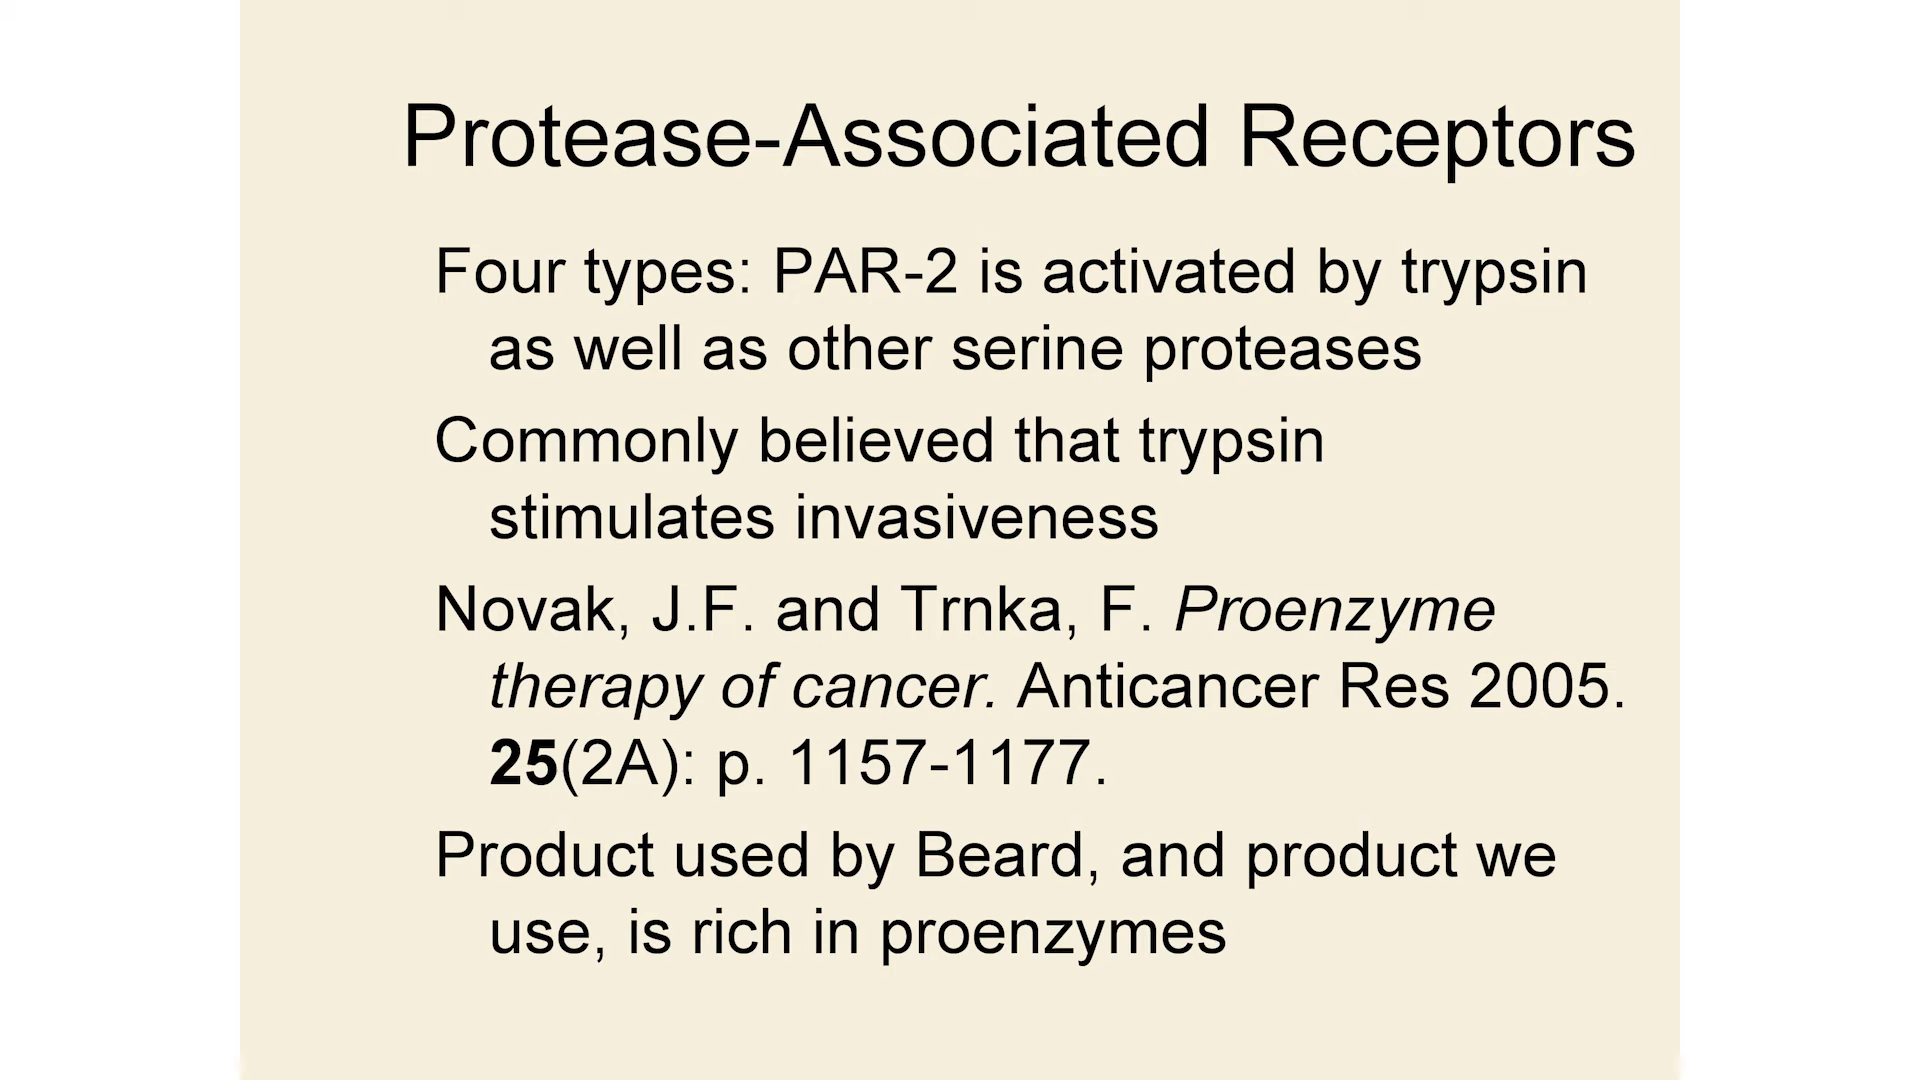 Protease-Associated Receptors
Four types: PAR-2 is activated by trypsin
as well as other serine proteases
Commonly believed that trypsin
stimulates invasiveness
Novak, J.F. and Trnka, F. Proenzyme
therapy of cancer. Anticancer Res 2005.
25(2A): p. 1157-1177.
Product used by Beard, and product we
use, is rich in proenzymes